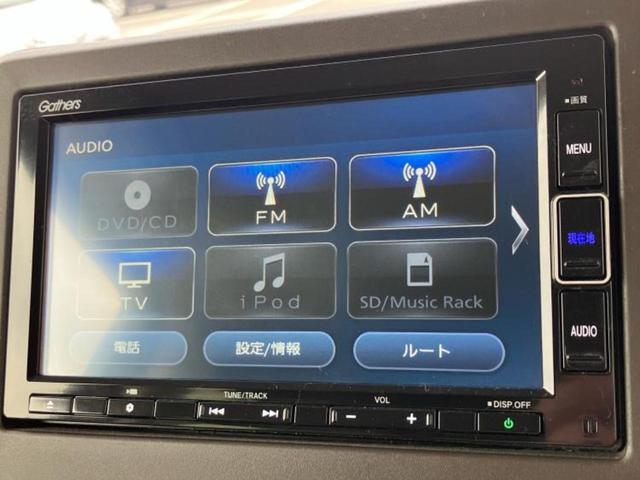 Gathers
■画質
AUDIO
MENU
DVD/CD
FM
AM
現在地
TV
iPod
SD/Music Rack
AUDIO
電話
設定/情報
ルート
TUNE/TRACK
VOL
■DISP.OFF